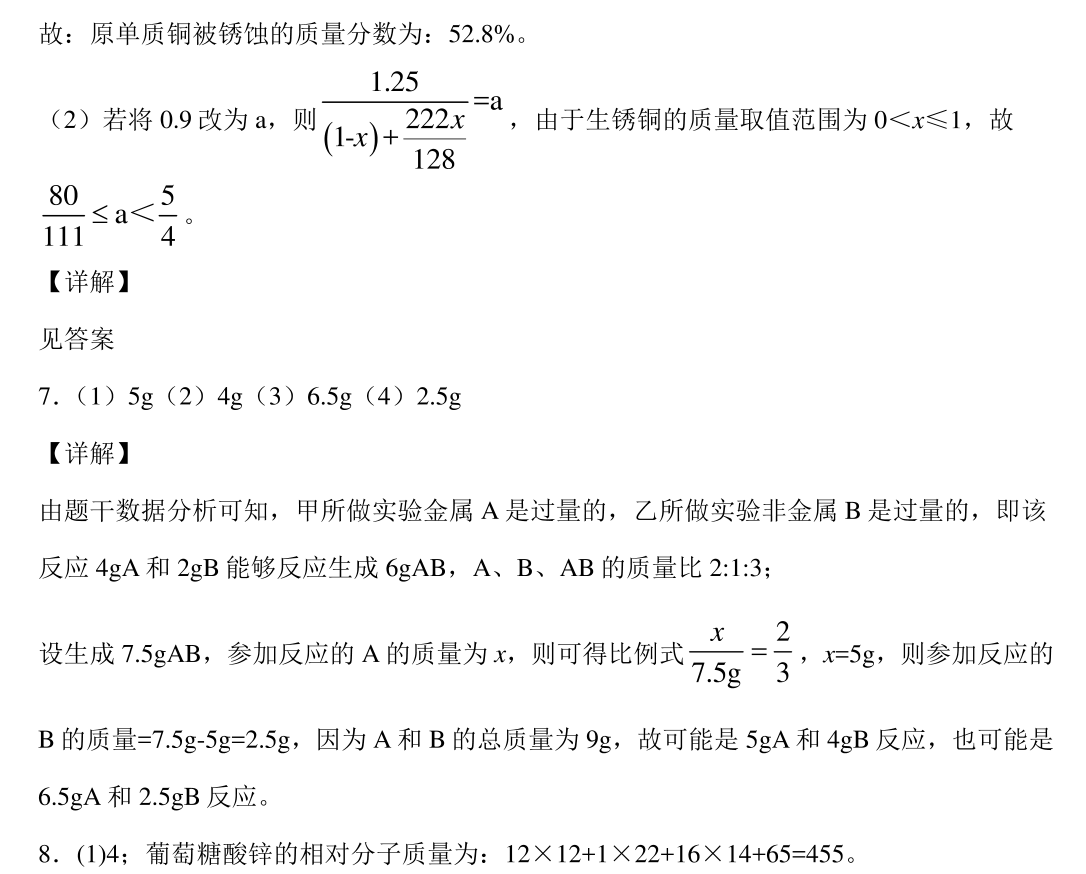 故：原单质铜被锈蚀的质量分数为：52.8%。
（2）若将 0.9 改为 a，则 \frac{1.25}{(1-x)+\frac{222x}{128}}=a，由于生锈铜的质量取值范围为 0＜x≤1，故
\frac{80}{111}≤a＜\frac{5}{4}。
【详解】
见答案
7．（1）5g（2）4g（3）6.5g（4）2.5g
【详解】
由题干数据分析可知，甲所做实验金属 A 是过量的，乙所做实验非金属 B 是过量的，即该
反应 4gA 和 2gB 能够反应生成 6gAB，A、B、AB 的质量比 2:1:3；
设生成 7.5gAB，参加反应的 A 的质量为 x，则可得比例式 \frac{x}{7.5g}=\frac{2}{3}，x=5g，则参加反应的
B 的质量=7.5g-5g=2.5g，因为 A 和 B 的总质量为 9g，故可能是 5gA 和 4gB 反应，也可能是
6.5gA 和 2.5gB 反应。
8．(1)4；葡萄糖酸锌的相对分子质量为：12×12+1×22+16×14+65=455。